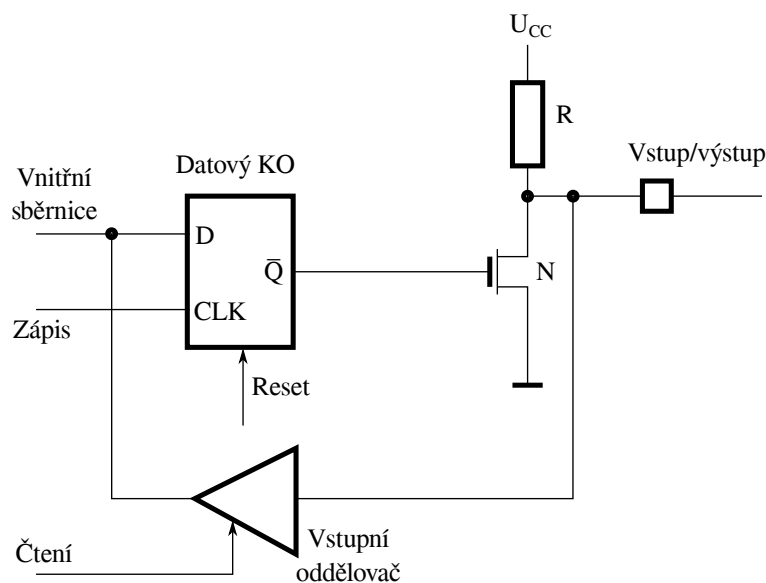 U_CC
R
Vstup/výstup
Datový KO
Vnitřní
sběrnice
D
Q̅
N
CLK
Zápis
Reset
Čtení
Vstupní
oddělovač